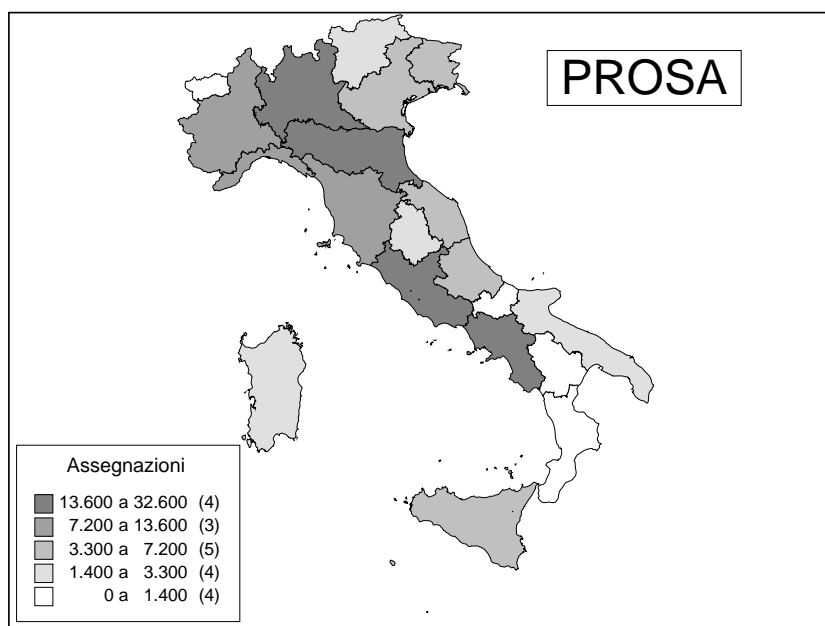 PROSA
Assegnazioni
13.600 a 32.600 (4)
7.200 a 13.600 (3)
3.300 a 7.200 (5)
1.400 a 3.300 (4)
0 a 1.400 (4)